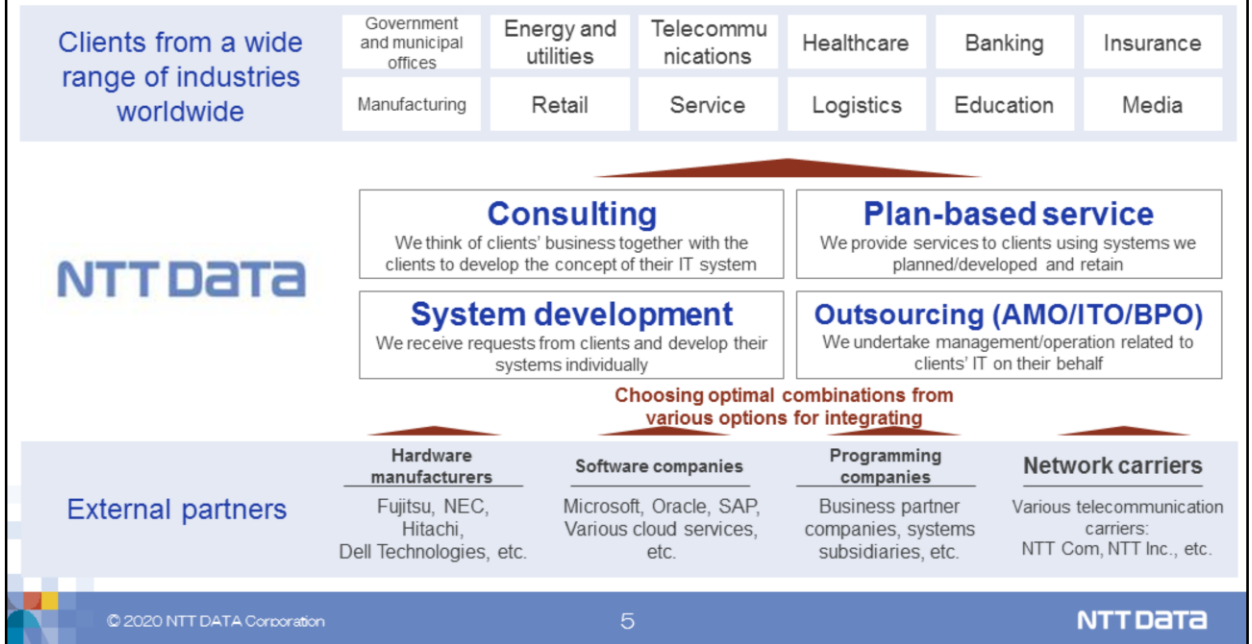 Clients from a wide
range of industries
worldwide
Government
and municipal
offices
Energy and
utilities
Telecommu
nications
Healthcare
Banking
Insurance
Manufacturing
Retail
Service
Logistics
Education
Media
NTT DATA
Consulting
We think of clients' business together with the
clients to develop the concept of their IT system
Plan-based service
We provide services to clients using systems we
planned/developed and retain
System development
We receive requests from clients and develop their
systems individually
Outsourcing (AMO/ITO/BPO)
We undertake management/operation related to
clients' IT on their behalf
Choosing optimal combinations from
various options for integrating
External partners
Hardware
manufacturers
Fujitsu, NEC,
Hitachi,
Dell Technologies, etc.
Software companies
Microsoft, Oracle, SAP,
Various cloud services,
etc.
Programming
companies
Business partner
companies, systems
subsidiaries, etc.
Network carriers
Various telecommunication
carriers:
NTT Com, NTT Inc., etc.
© 2020 NTT DATA Corporation
5
NTT DATA